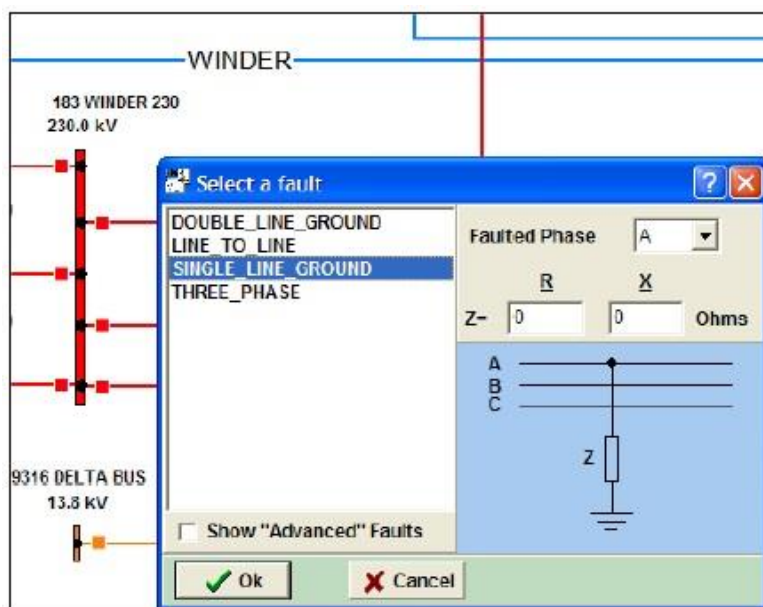 WINDER
183 WINDER 230
230.0 kV
Select a fault
DOUBLE_LINE_GROUND
LINE_TO_LINE
SINGLE_LINE_GROUND
THREE_PHASE
Faulted Phase A
R X
Z= 0 0 Ohms
A
B
C
Z
9316 DELTA BUS
13.8 kV
Show "Advanced" Faults
Ok Cancel